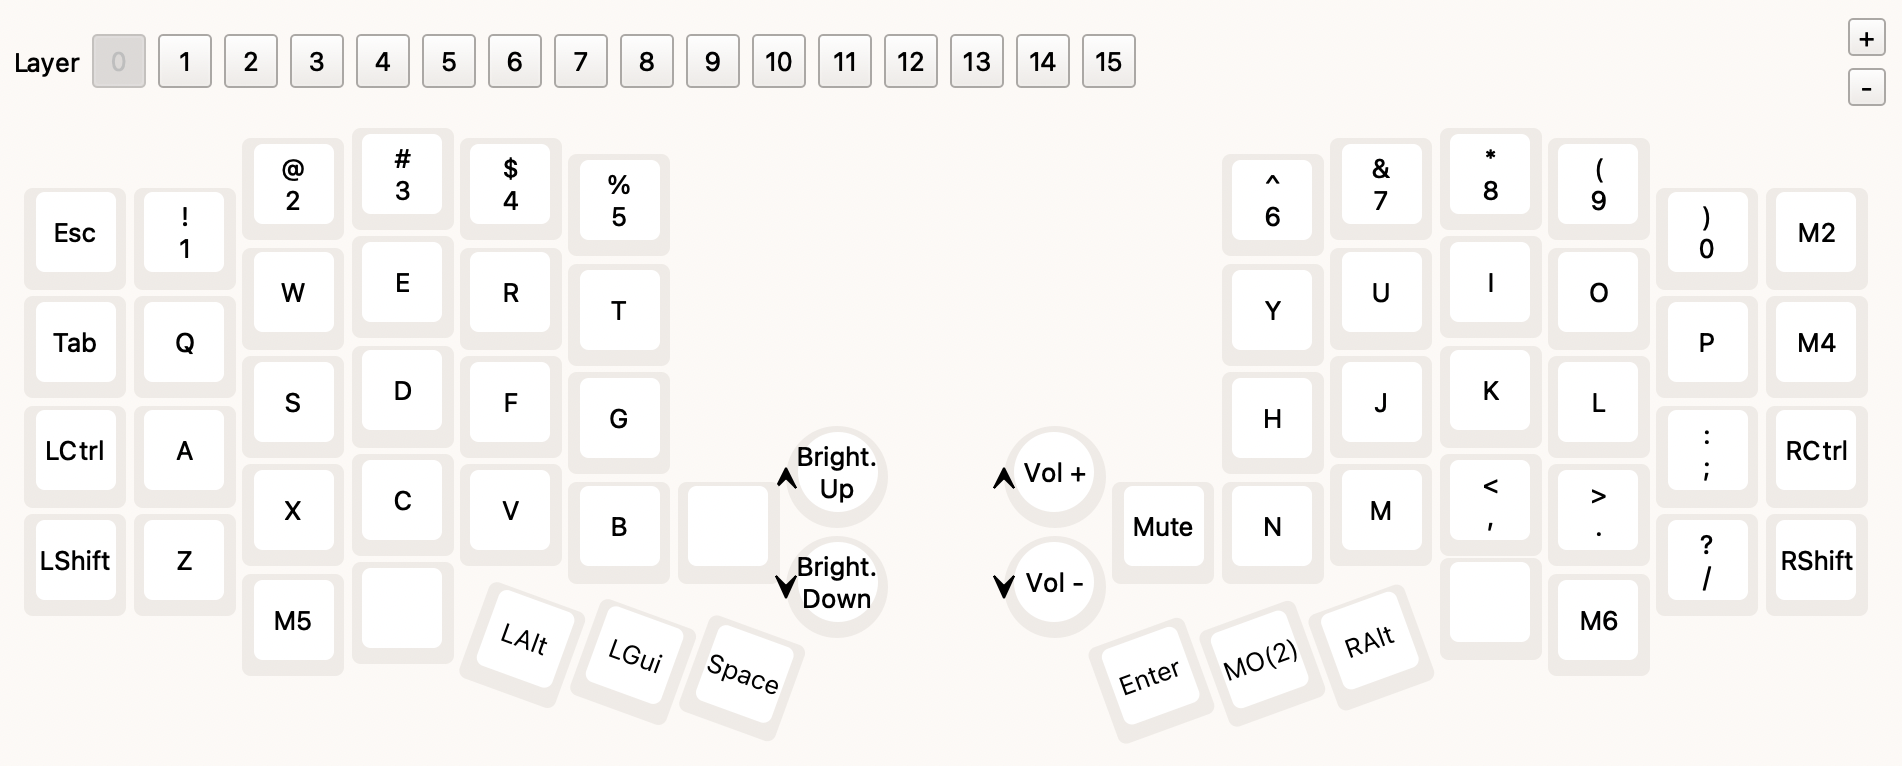 Layer 0 1 2 3 4 5 6 7 8 9 10 11 12 13 14 15
+
-
Esc
!
1
@
2
#
3
$
4
%
5
^
6
&
7
*
8
(
9
)
0
M2
Tab
Q
W
E
R
T
Y
U
I
O
P
M4
LCtrl
A
S
D
F
G
Bright.
Up
Vol +
H
J
K
L
:
;
RCtrl
LShift
Z
X
C
V
B
Bright.
Down
Vol -
Mute
N
M
<
,
>
.
?
/
RShift
M5
LAlt
LGui
Space
Enter
MO(2)
RAlt
M6